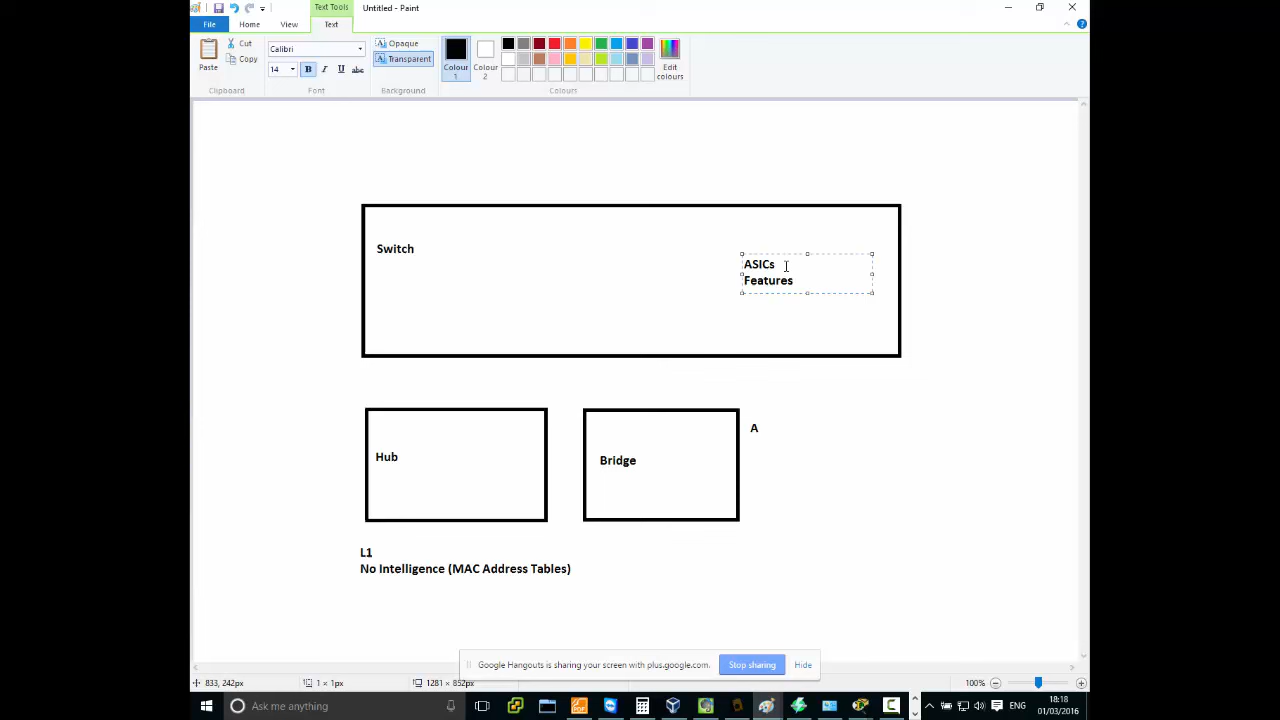 Text Tools
Untitled - Paint
File
Home
View
Text
Paste
Cut
Copy
Clipboard
Calibri
14
B
I
U
abc
Font
Opaque
Transparent
Background
Colour 1
Colour 2
Edit colours
Colours
Switch
ASICs
Features
Hub
Bridge
A
L1
No Intelligence (MAC Address Tables)
Google Hangouts is sharing your screen with plus.google.com.
Stop sharing
Hide
833, 242px
1 × 1px
1281 × 852px
100%
Ask me anything
ENG
18:18
01/03/2016